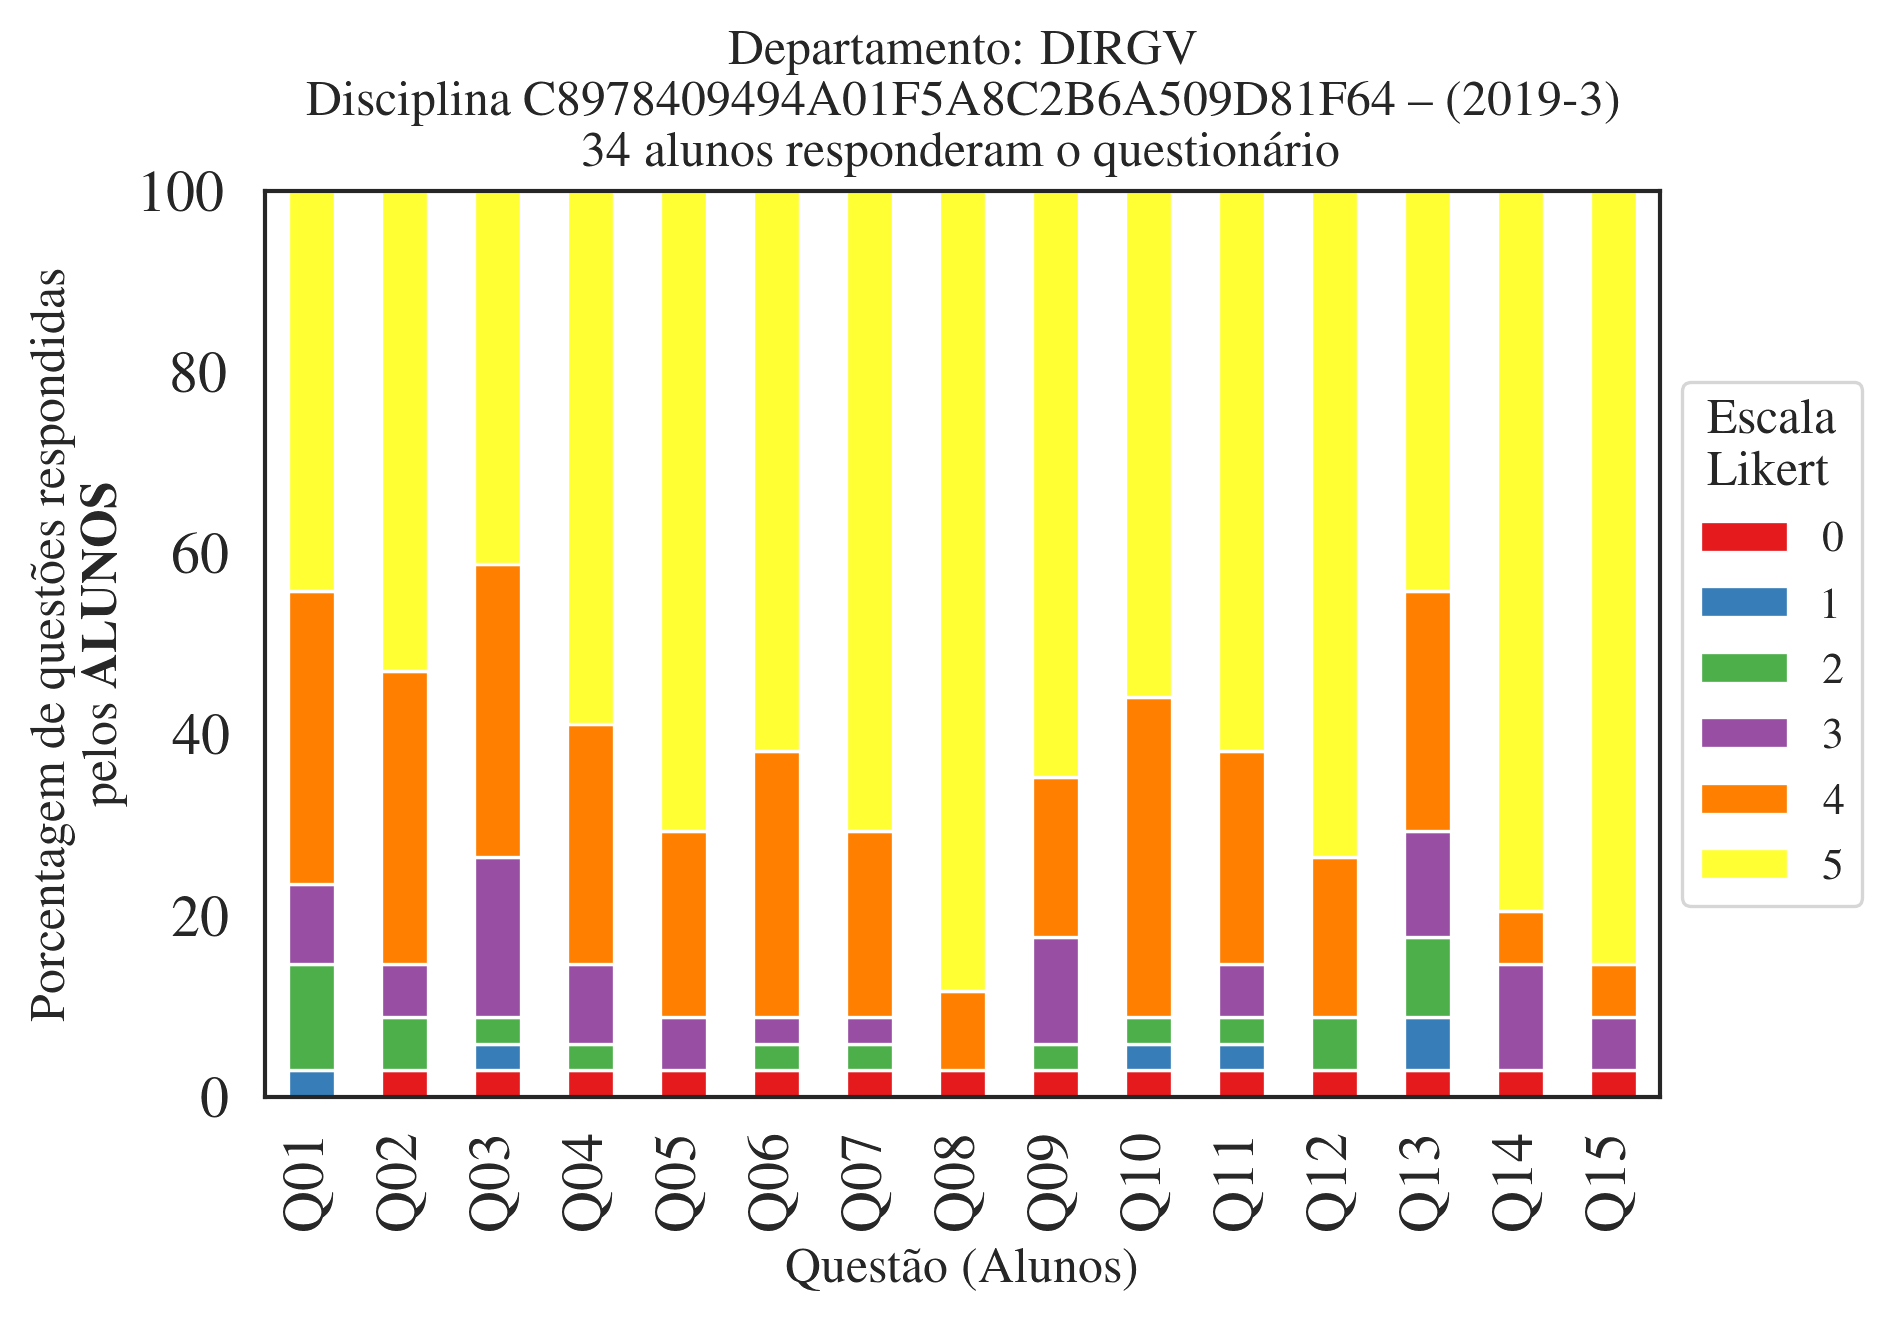 Departamento: DIRGV
Disciplina C8978409494A01F5A8C2B6A509D81F64 – (2019-3)
34 alunos responderam o questionário
Porcentagem de questões respondidas
pelos ALUNOS
100
80
60
40
20
0
Q01
Q02
Q03
Q04
Q05
Q06
Q07
Q08
Q09
Q10
Q11
Q12
Q13
Q14
Q15
Questão (Alunos)
Escala
Likert
0
1
2
3
4
5